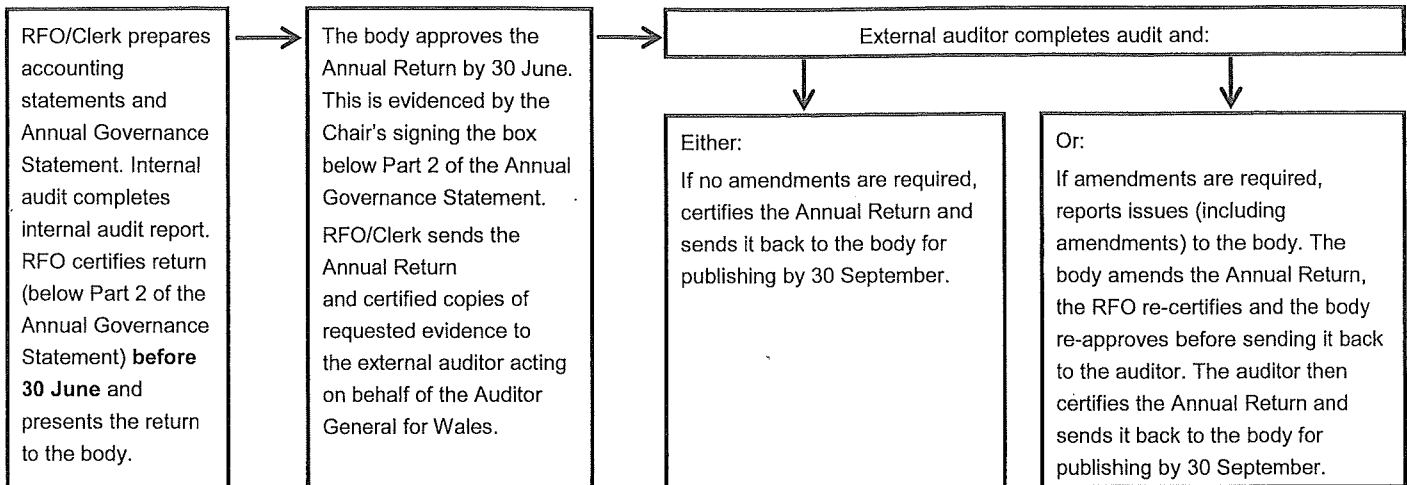 RFO/Clerk prepares
accounting
statements and
Annual Governance
Statement. Internal
audit completes
internal audit report.
RFO certifies return
(below Part 2 of the
Annual Governance
Statement) before
30 June and
presents the return
to the body.
The body approves the
Annual Return by 30 June.
This is evidenced by the
Chair's signing the box
below Part 2 of the Annual
Governance Statement.
RFO/Clerk sends the
Annual Return
and certified copies of
requested evidence to
the external auditor acting
on behalf of the Auditor
General for Wales.
External auditor completes audit and:
Either:
If no amendments are required,
certifies the Annual Return and
sends it back to the body for
publishing by 30 September.
Or:
If amendments are required,
reports issues (including
amendments) to the body. The
body amends the Annual Return,
the RFO re-certifies and the body
re-approves before sending it back
to the auditor. The auditor then
certifies the Annual Return and
sends it back to the body for
publishing by 30 September.